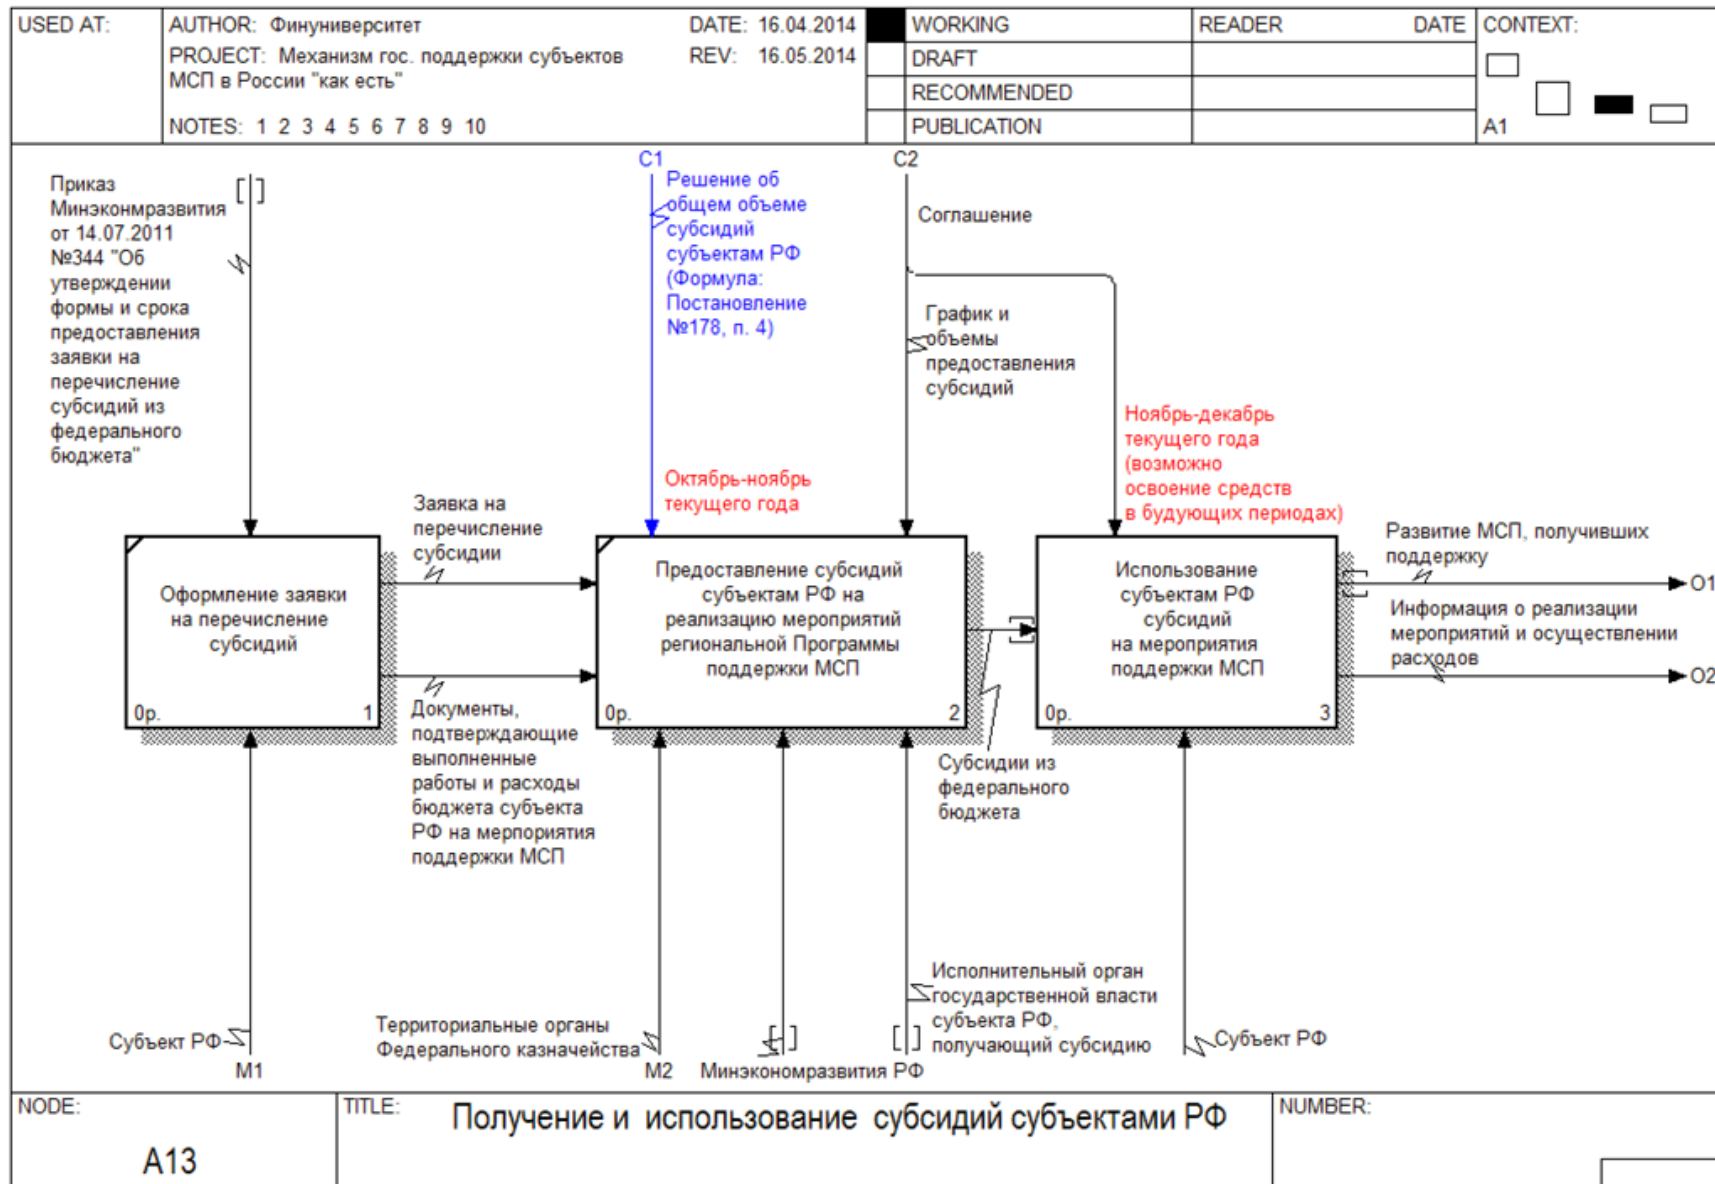 USED AT:
AUTHOR: Финуниверситет
DATE: 16.04.2014
PROJECT: Механизм гос. поддержки субъектов
МСП в России "как есть"
REV: 16.05.2014
NOTES: 1 2 3 4 5 6 7 8 9 10
WORKING
DRAFT
RECOMMENDED
PUBLICATION
READER DATE
CONTEXT:
A1
Приказ
Минэконмразвития
от 14.07.2011
№344 "Об
утверждении
формы и срока
предоставления
заявки на
перечисление
субсидий из
федерального
бюджета"
C1
Решение об
общем объеме
субсидий
субъектам РФ
(Формула:
Постановление
№178, п. 4)
C2
Соглашение
График и
объемы
предоставления
субсидий
Октябрь-ноябрь
текущего года
Ноябрь-декабрь
текущего года
(возможно
освоение средств
в будующих периодах)
Заявка на
перечисление
субсидии
Оформление заявки
на перечисление
субсидий
0р. 1
Документы,
подтверждающие
выполненные
работы и расходы
бюджета субъекта
РФ на мерпориятия
поддержки МСП
Предоставление субсидий
субъектам РФ на
реализацию мероприятий
региональной Программы
поддержки МСП
0р. 2
Субсидии из
федерального
бюджета
Использование
субъектам РФ
субсидий
на мероприятия
поддержки МСП
0р. 3
Развитие МСП, получивших
поддержку
O1
Информация о реализации
мероприятий и осуществлении
расходов
O2
Субъект РФ
M1
Территориальные органы
Федерального казначейства
M2
Минэкономразвития РФ
Исполнительный орган
государственной власти
субъекта РФ,
получающий субсидию
Субъект РФ
NODE:
A13
TITLE:
Получение и использование субсидий субъектами РФ
NUMBER: